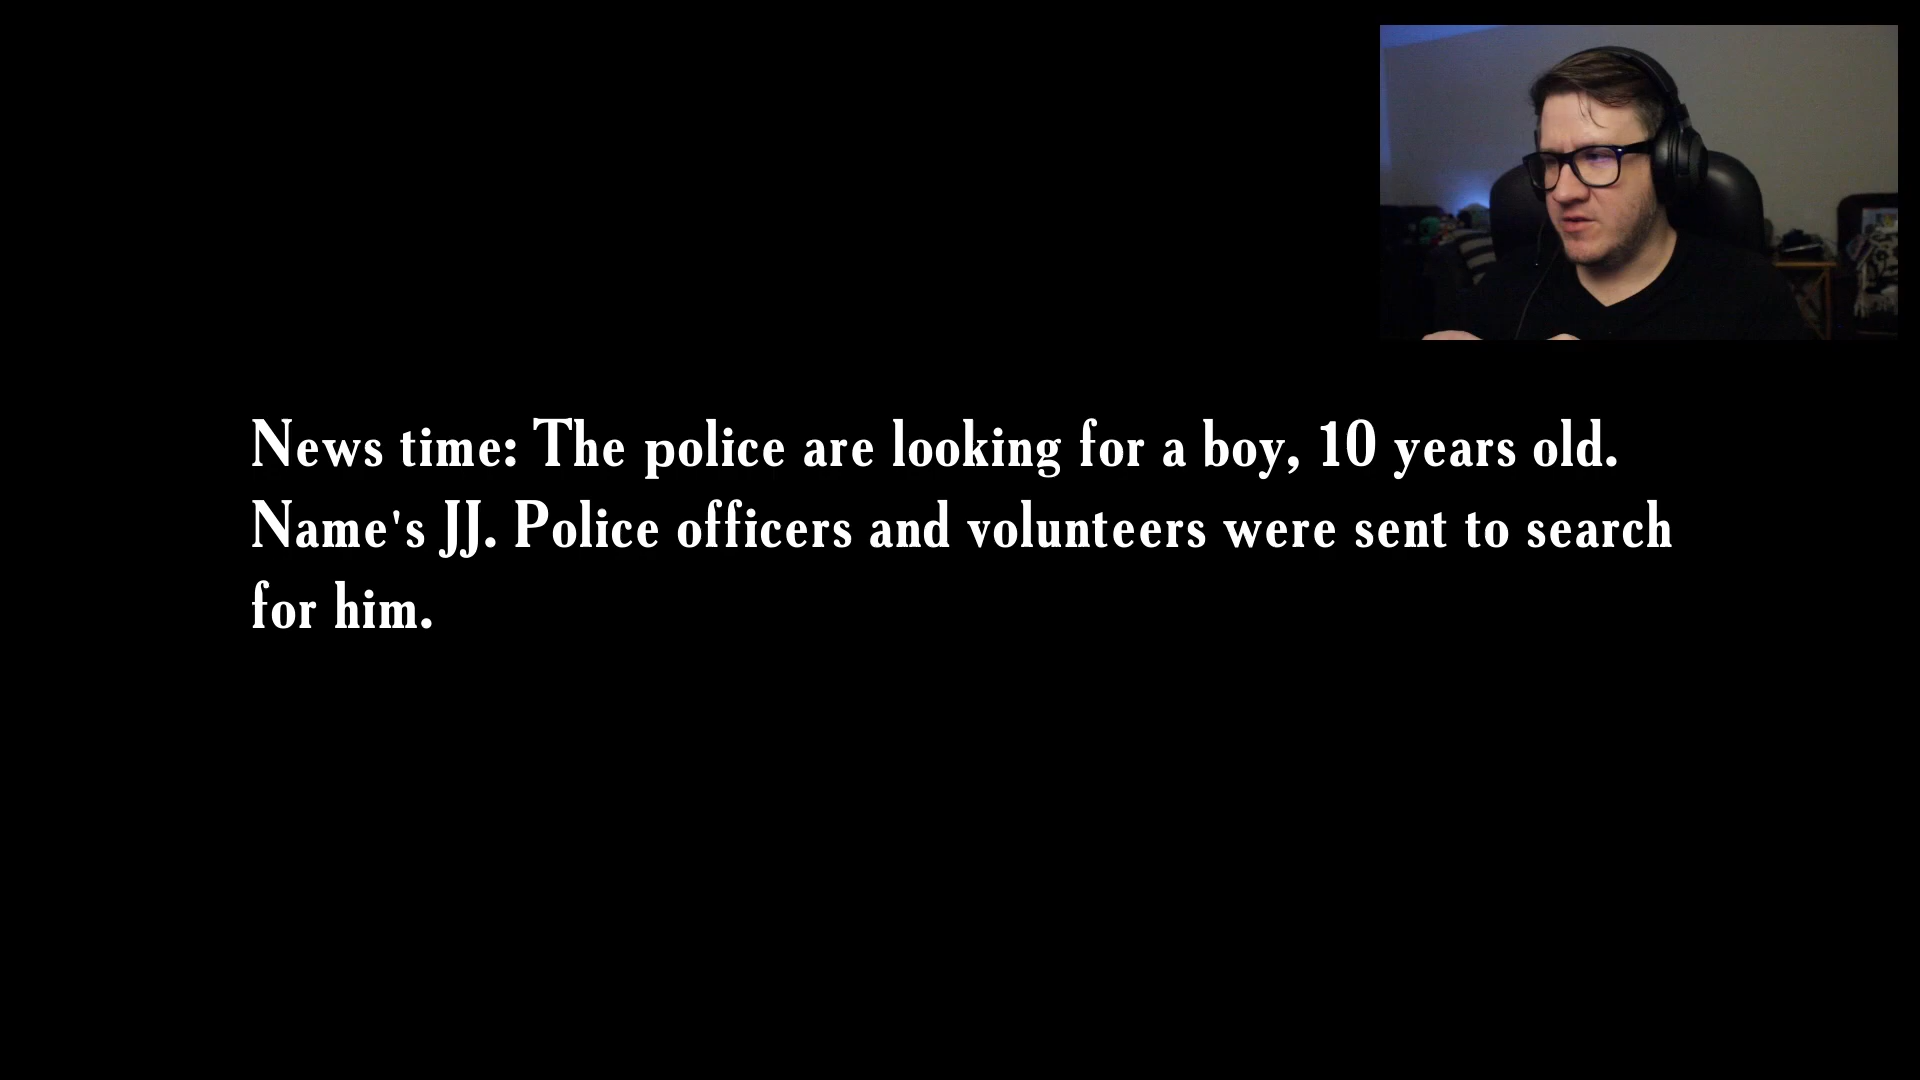 News time: The police are looking for a boy, 10 years old.
Name's JJ. Police officers and volunteers were sent to search
for him.